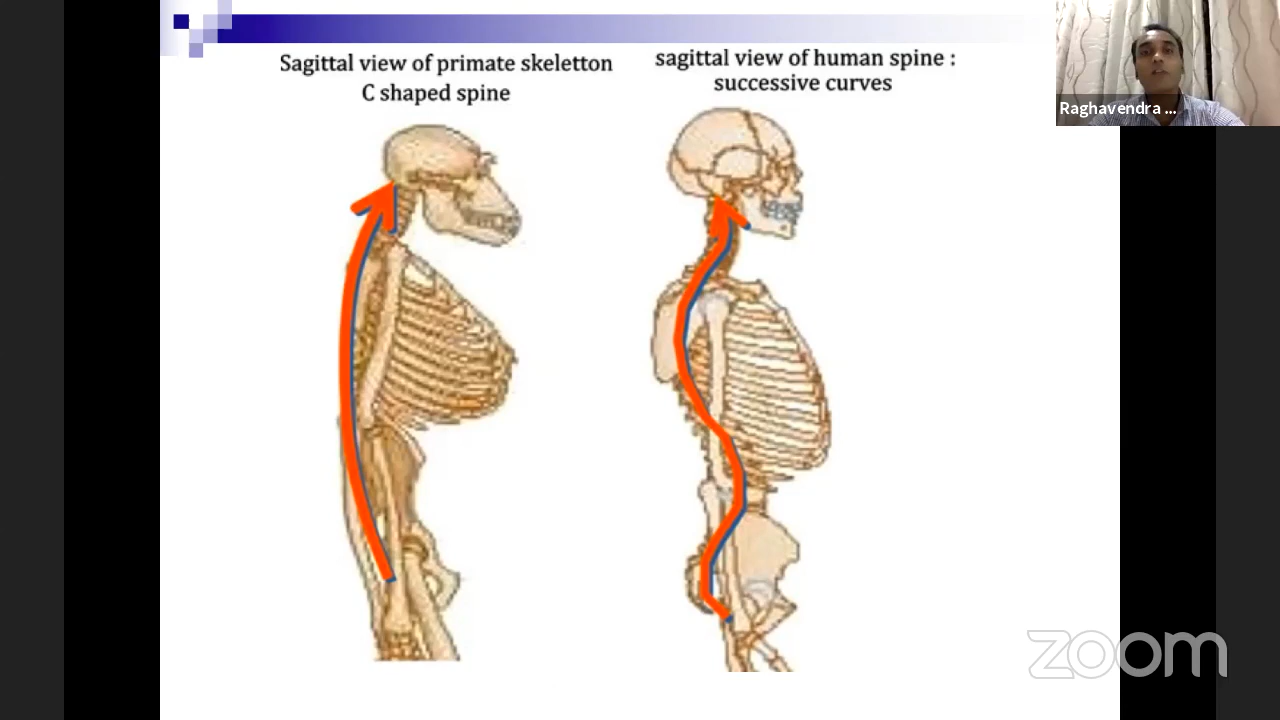 Sagittal view of primate skeletton
C shaped spine
sagittal view of human spine :
successive curves
Raghavendra ...
zoom